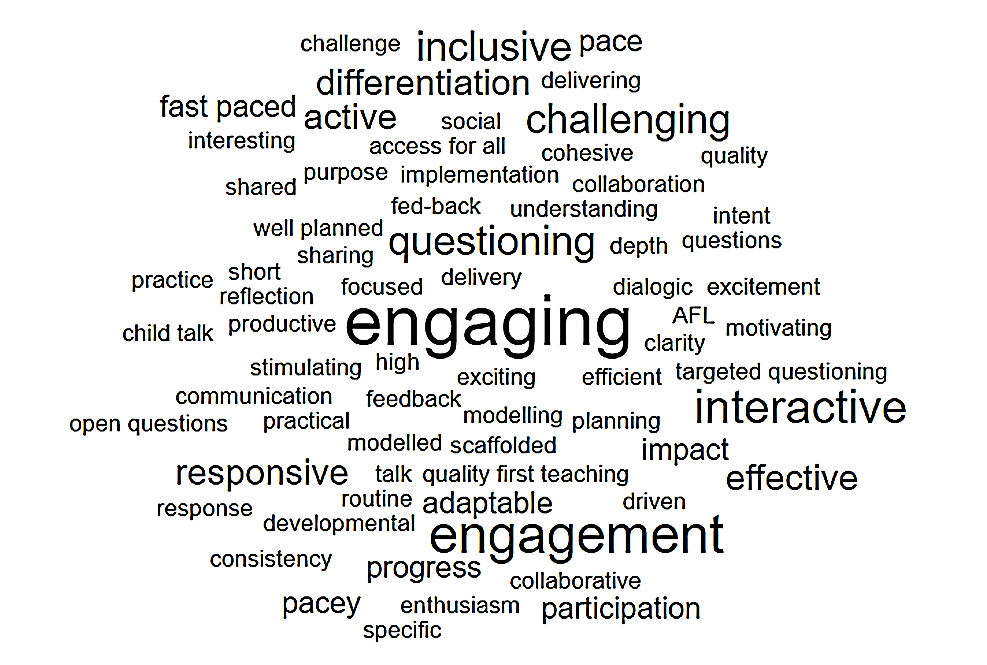 challenge inclusive pace
differentiation delivering
fast paced active social challenging
interesting access for all cohesive quality
shared purpose implementation collaboration
fed-back understanding intent
well planned questioning depth questions
sharing
practice short focused delivery dialogic excitement
reflection
child talk productive engaging AFL motivating
clarity
stimulating high exciting efficient targeted questioning
communication feedback interactive
open questions practical modelling planning
modelled scaffolded impact
responsive talk quality first teaching effective
response routine adaptable driven
developmental engagement
consistency progress collaborative
pacey enthusiasm participation
specific